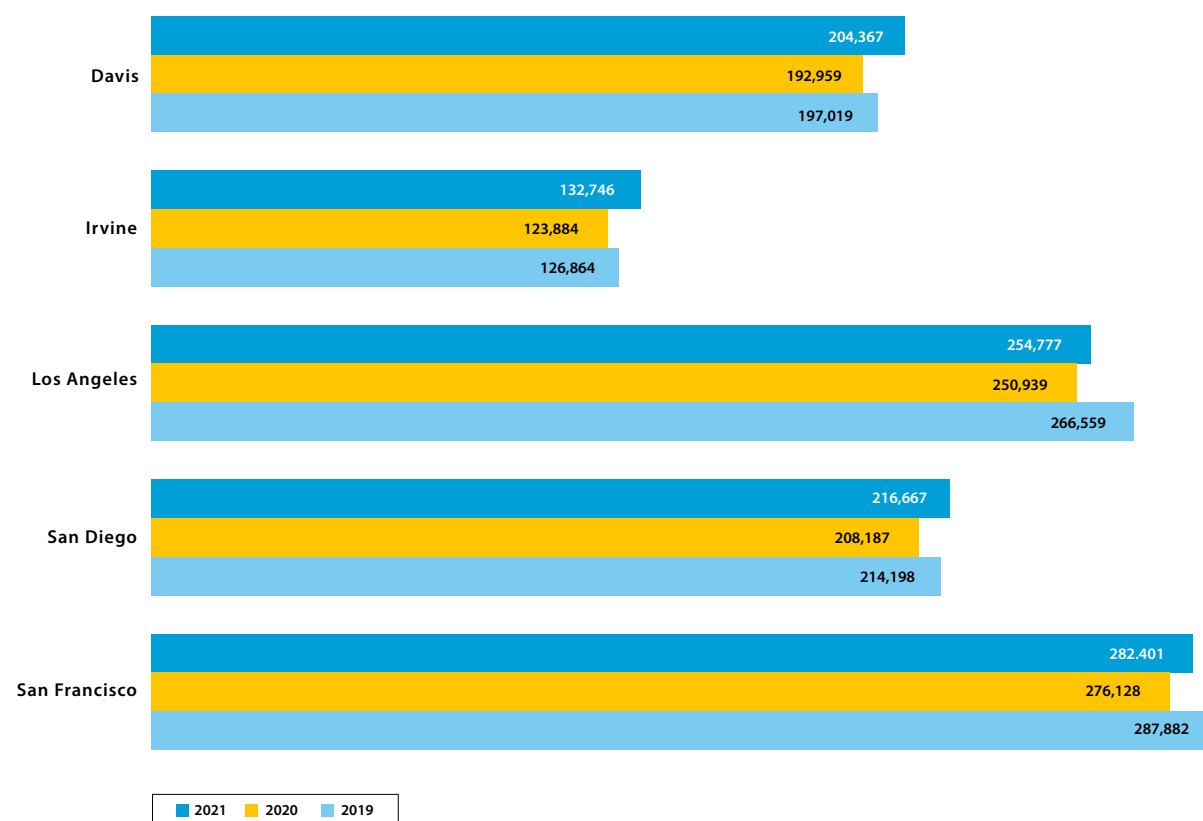 204,367
Davis
192,959
197,019
132,746
Irvine
123,884
126,864
254,777
Los Angeles
250,939
266,559
216,667
San Diego
208,187
214,198
282.401
San Francisco
276,128
287,882
2021 2020 2019